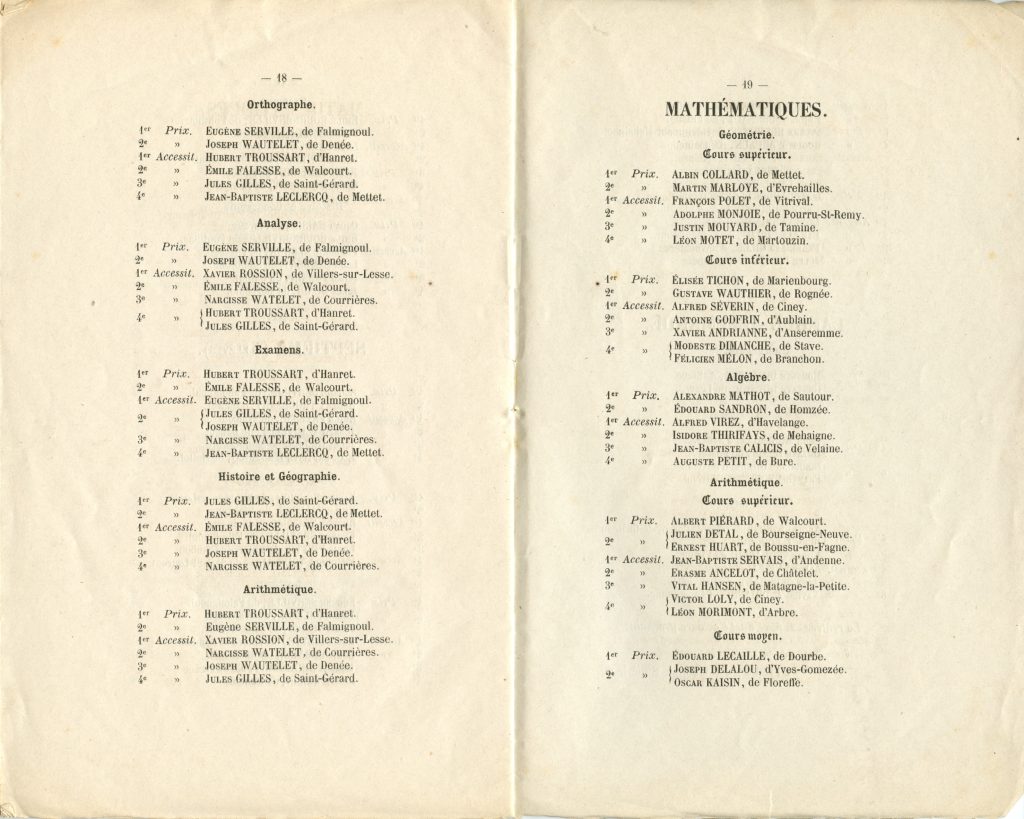 — 18 —
Orthographe.
1er Prix. Eugène SERVILLE, de Falmignoul.
2e » Joseph WAUTELET, de Denée.
1er Accessit. Hubert TROUSSART, d'Hanret.
2e » Émile FALESSE, de Walcourt.
3e » Jules GILLES, de Saint-Gérard.
4e » Jean-Baptiste LECLERCQ, de Mettet.
Analyse.
1er Prix. Eugène SERVILLE, de Falmignoul.
2e » Joseph WAUTELET, de Denée.
1er Accessit. Xavier ROSSION, de Villers-sur-Lesse.
2e » Émile FALESSE, de Walcourt.
3e » Narcisse WATELET, de Courrières.
4e » { Hubert TROUSSART, d'Hanret.
Jules GILLES, de Saint-Gérard.
Examens.
1er Prix. Hubert TROUSSART, d'Hanret.
2e » Émile FALESSE, de Walcourt.
1er Accessit. Eugène SERVILLE, de Falmignoul.
2e » { Jules GILLES, de Saint-Gérard.
Joseph WAUTELET, de Denée.
3e » Narcisse WATELET, de Courrières.
4e » Jean-Baptiste LECLERCQ, de Mettet.
Histoire et Géographie.
1er Prix. Jules GILLES, de Saint-Gérard.
2e » Jean-Baptiste LECLERCQ, de Mettet.
1er Accessit. Émile FALESSE, de Walcourt.
2e » Hubert TROUSSART, d'Hanret.
3e » Joseph WAUTELET, de Denée.
4e » Narcisse WATELET, de Courrières.
Arithmétique.
1er Prix. Hubert TROUSSART, d'Hanret.
2e » Eugène SERVILLE, de Falmignoul.
1er Accessit. Xavier ROSSION, de Villers-sur-Lesse.
2e » Narcisse WATELET, de Courrières.
3e » Joseph WAUTELET, de Denée.
4e » Jules GILLES, de Saint-Gérard.
— 19 —
MATHÉMATIQUES.
Géométrie.
Cours supérieur.
1er Prix. Albin COLLARD, de Mettet.
2e » Martin MARLOYE, d'Evrehailles.
1er Accessit. François POLET, de Vitrival.
2e » Adolphe MONJOIE, de Pourru-St-Remy.
3e » Justin MOUYARD, de Tamine.
4e » Léon MOTET, de Martouzin.
Cours inférieur.
1er Prix. Élisée TICHON, de Marienbourg.
2e » Gustave WAUTHIER, de Rognée.
1er Accessit. Alfred SÉVERIN, de Ciney.
2e » Antoine GODFRIN, d'Aublain.
3e » Xavier ANDRIANNE, d'Anseremme.
4e » { Modeste DIMANCHE, de Stave.
Félicien MÉLON, de Branchon.
Algèbre.
1er Prix. Alexandre MATHOT, de Sautour.
2e » Édouard SANDRON, de Homzée.
1er Accessit. Alfred VIREZ, d'Havelange.
2e » Isidore THIRIFAYS, de Mehaigne.
3e » Jean-Baptiste CALICIS, de Velaine.
4e » Auguste PETIT, de Bure.
Arithmétique.
Cours supérieur.
1er Prix. Albert PIÉRARD, de Walcourt.
2e » { Julien DETAL, de Bourseigne-Neuve.
Ernest HUART, de Boussu-en-Fagne.
1er Accessit. Jean-Baptiste SERVAIS, d'Andenne.
2e » Erasme ANCELOT, de Châtelet.
3e » Vital HANSEN, de Matagne-la-Petite.
4e » { Victor LOLY, de Ciney.
Léon MORIMONT, d'Arbre.
Cours moyen.
1er Prix. Édouard LECAILLE, de Dourbe.
2e » { Joseph DELALOU, d'Yves-Gomezée.
Oscar KAISIN, de Floreffe.